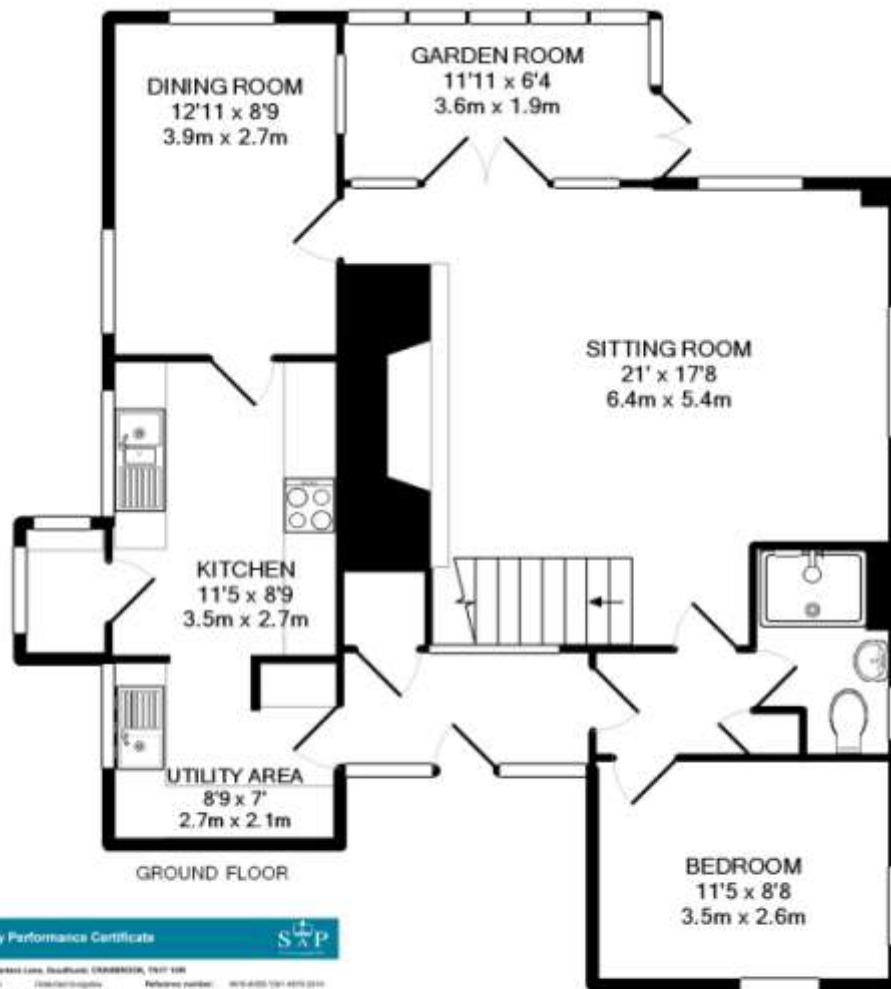 GARDEN ROOM
11'11 x 6'4
3.6m x 1.9m
DINING ROOM
12'11 x 8'9
3.9m x 2.7m
SITTING ROOM
21' x 17'8
6.4m x 5.4m
KITCHEN
11'5 x 8'9
3.5m x 2.7m
UTILITY AREA
8'9 x 7'
2.7m x 2.1m
BEDROOM
11'5 x 8'8
3.5m x 2.6m
GROUND FLOOR
y Performance Certificate
SAP
Reference number: